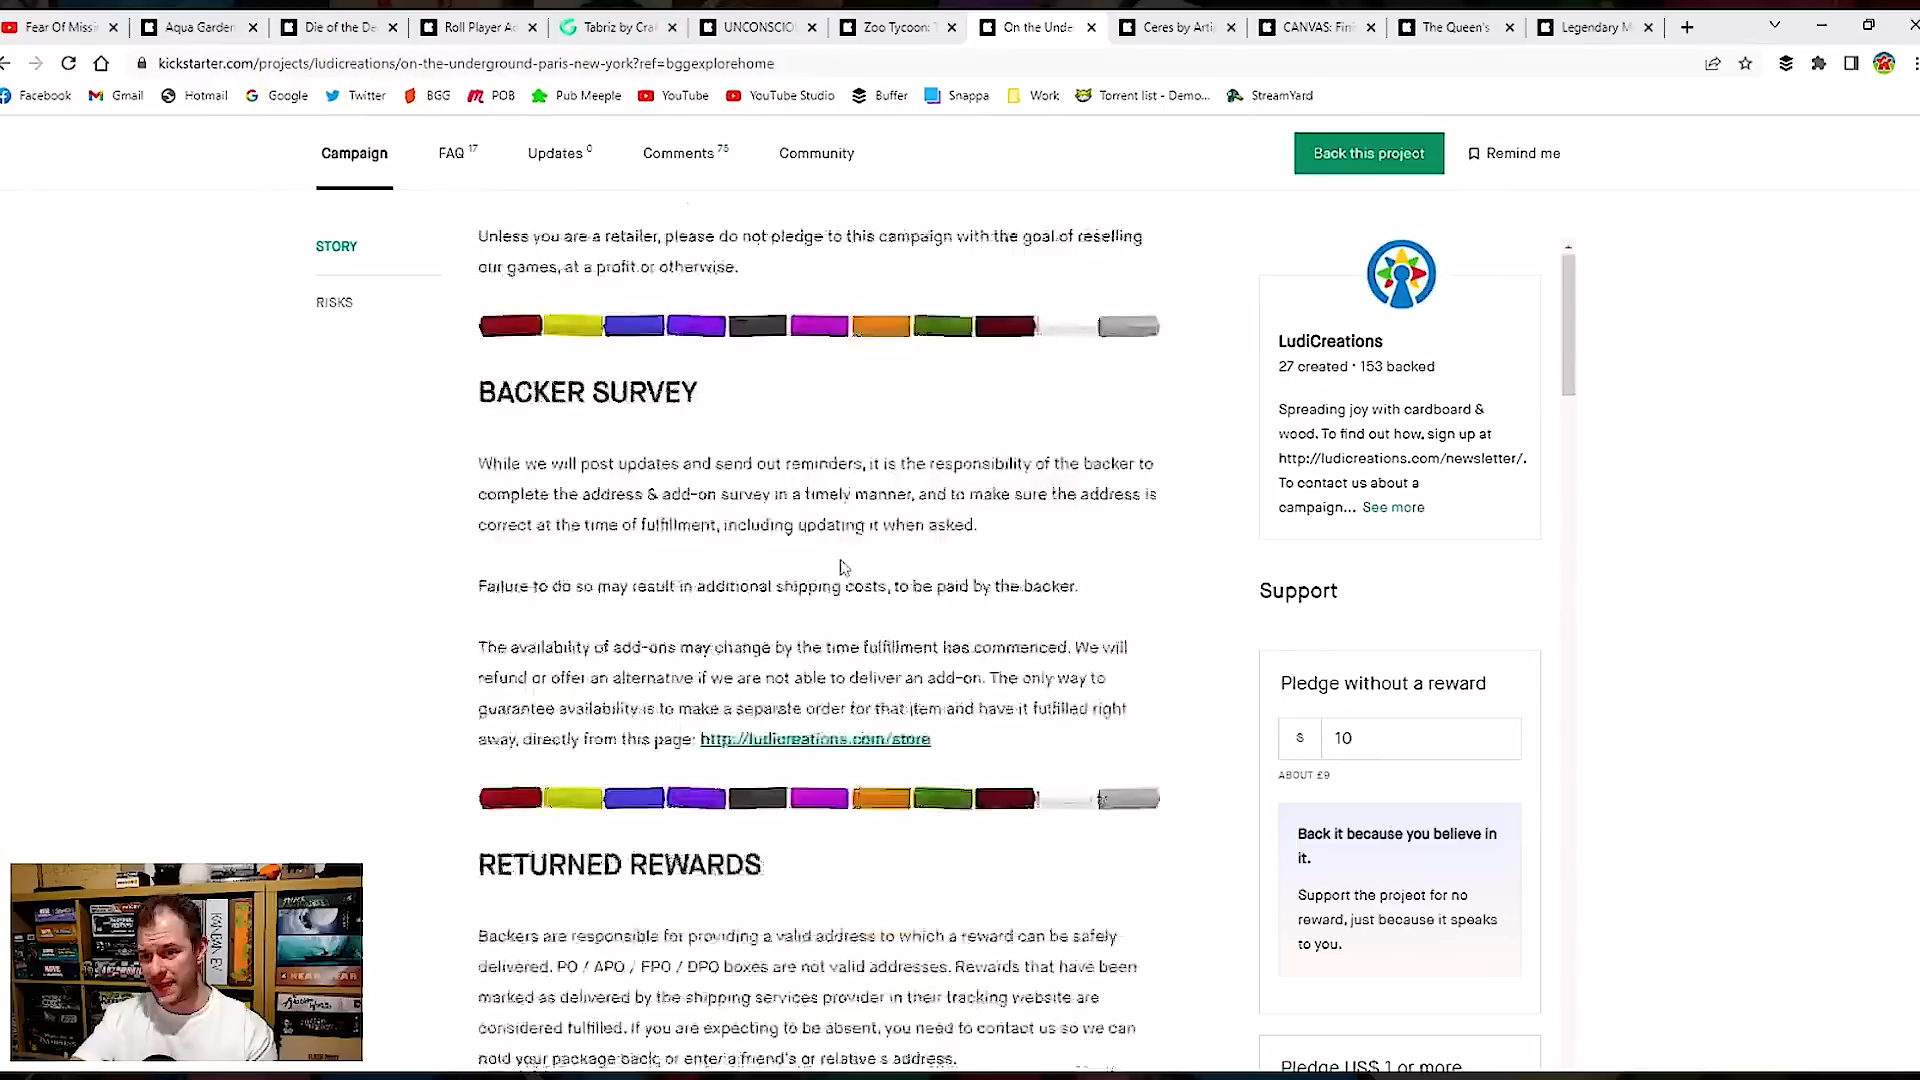 Fear Of Missi
Aqua Garden
Die of the De
Roll Player Ad
Tabriz by Craf
UNCONSCIO
Zoo Tycoon: T
On the Unde
Ceres by Arti
CANVAS: Fini
The Queen's
Legendary M
kickstarter.com/projects/ludicreations/on-the-underground-paris-new-york?ref=bggexplorehome
Facebook
Gmail
Hotmail
Google
Twitter
BGG
POB
Pub Meeple
YouTube
YouTube Studio
Buffer
Snappa
Work
Torrent list - Demo...
StreamYard
Campaign
FAQ 17
Updates 0
Comments 75
Community
Back this project
Remind me
STORY
RISKS
Unless you are a retailer, please do not pledge to this campaign with the goal of reselling
our games, at a profit or otherwise.
BACKER SURVEY
While we will post updates and send out reminders, it is the responsibility of the backer to
complete the address & add-on survey in a timely manner, and to make sure the address is
correct at the time of fulfillment, including updating it when asked.
Failure to do so may result in additional shipping costs, to be paid by the backer.
The availability of add-ons may change by the time fulfillment has commenced. We will
refund or offer an alternative if we are not able to deliver an add-on. The only way to
guarantee availability is to make a separate order for that item and have it fulfilled right
away, directly from this page: http://ludicreations.com/store
RETURNED REWARDS
Backers are responsible for providing a valid address to which a reward can be safely
delivered. PO / APO / FPO / DPO boxes are not valid addresses. Rewards that have been
marked as delivered by the shipping services provider in their tracking website are
considered fulfilled. If you are expecting to be absent, you need to contact us so we can
hold your package back, or enter a friend's or relative's address.
LudiCreations
27 created · 153 backed
Spreading joy with cardboard &
wood. To find out how, sign up at
http://ludicreations.com/newsletter/.
To contact us about a
campaign... See more
Support
Pledge without a reward
$ 10
ABOUT £9
Back it because you believe in
it.
Support the project for no
reward, just because it speaks
to you.
Pledge US$ 1 or more
KANBAN EV